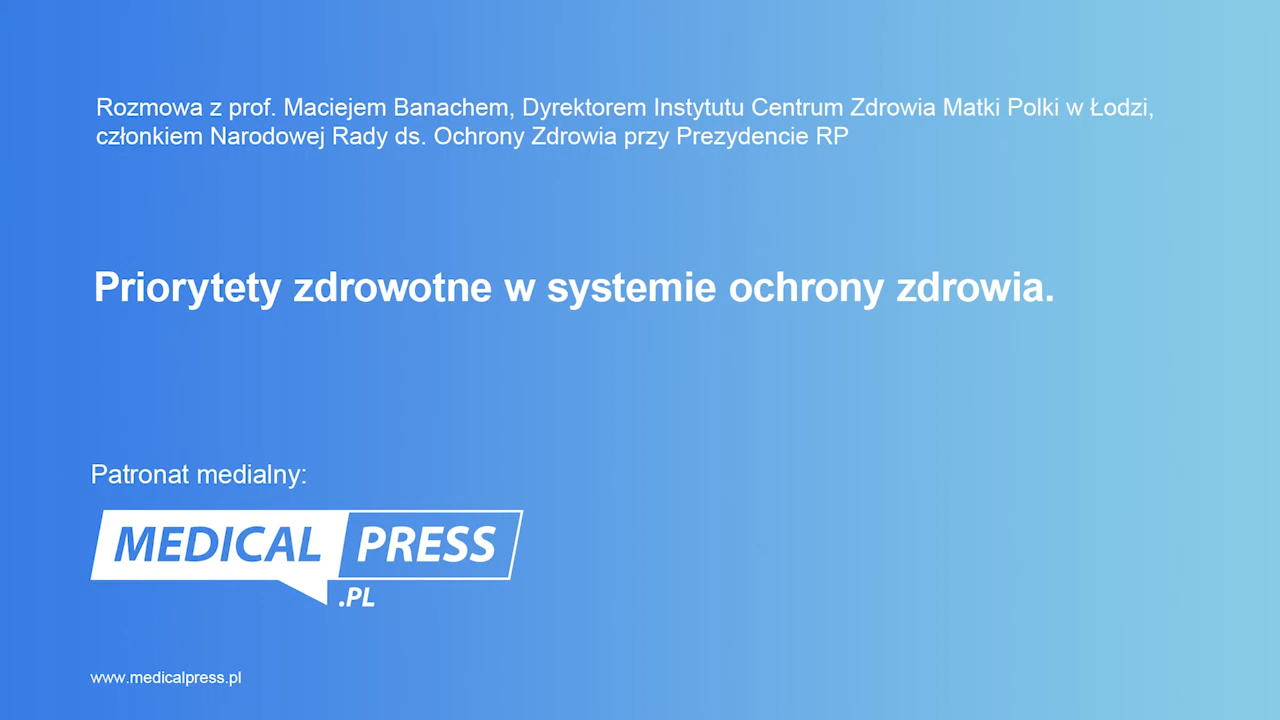 Rozmowa z prof. Maciejem Banachem, Dyrektorem Instytutu Centrum Zdrowia Matki Polki w Łodzi,
członkiem Narodowej Rady ds. Ochrony Zdrowia przy Prezydencie RP
Priorytety zdrowotne w systemie ochrony zdrowia.
Patronat medialny:
MEDICAL PRESS
.PL
www.medicalpress.pl